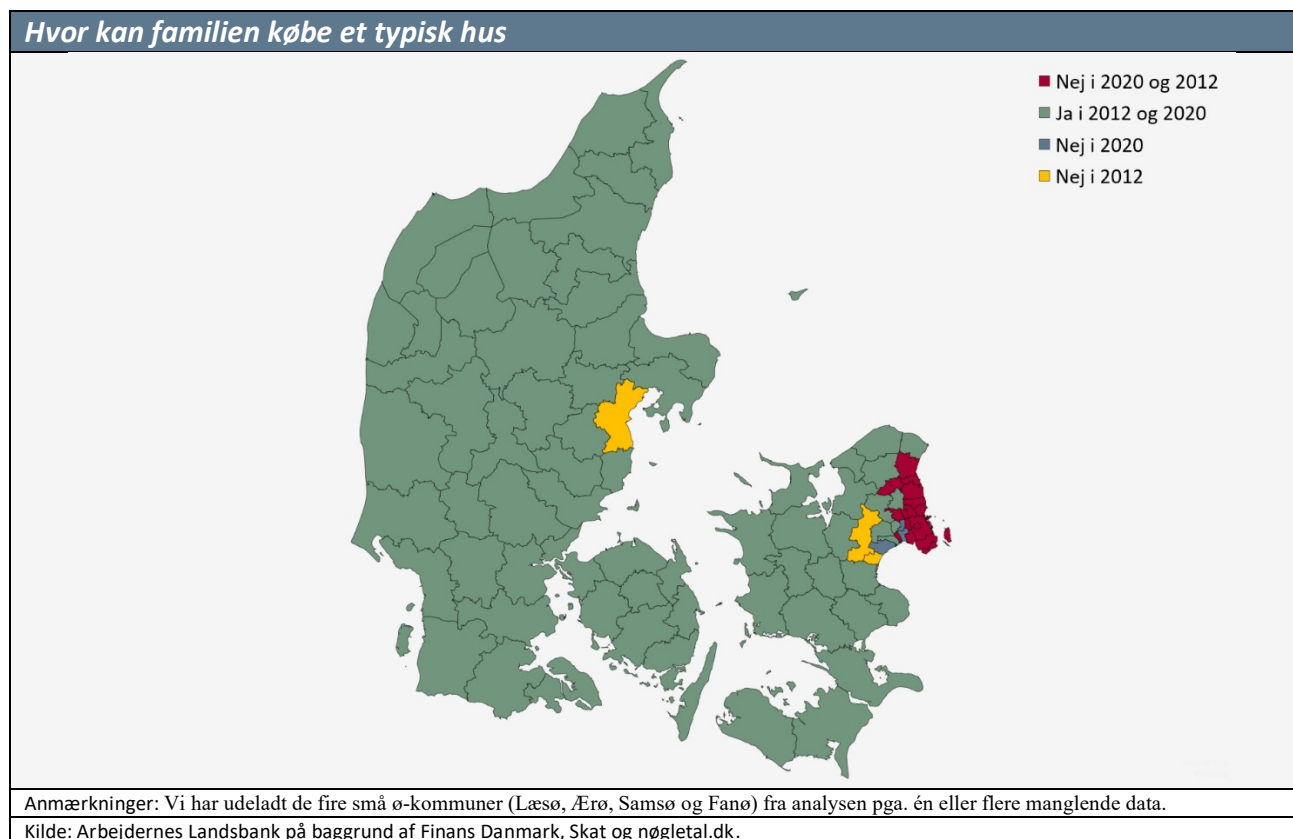 Hvor kan familien købe et typisk hus
Nej i 2020 og 2012
Ja i 2012 og 2020
Nej i 2020
Nej i 2012
Anmærkninger: Vi har udeladt de fire små ø-kommuner (Læsø, Ærø, Samsø og Fanø) fra analysen pga. én eller flere manglende data.
Kilde: Arbejdernes Landsbank på baggrund af Finans Danmark, Skat og nøgletal.dk.